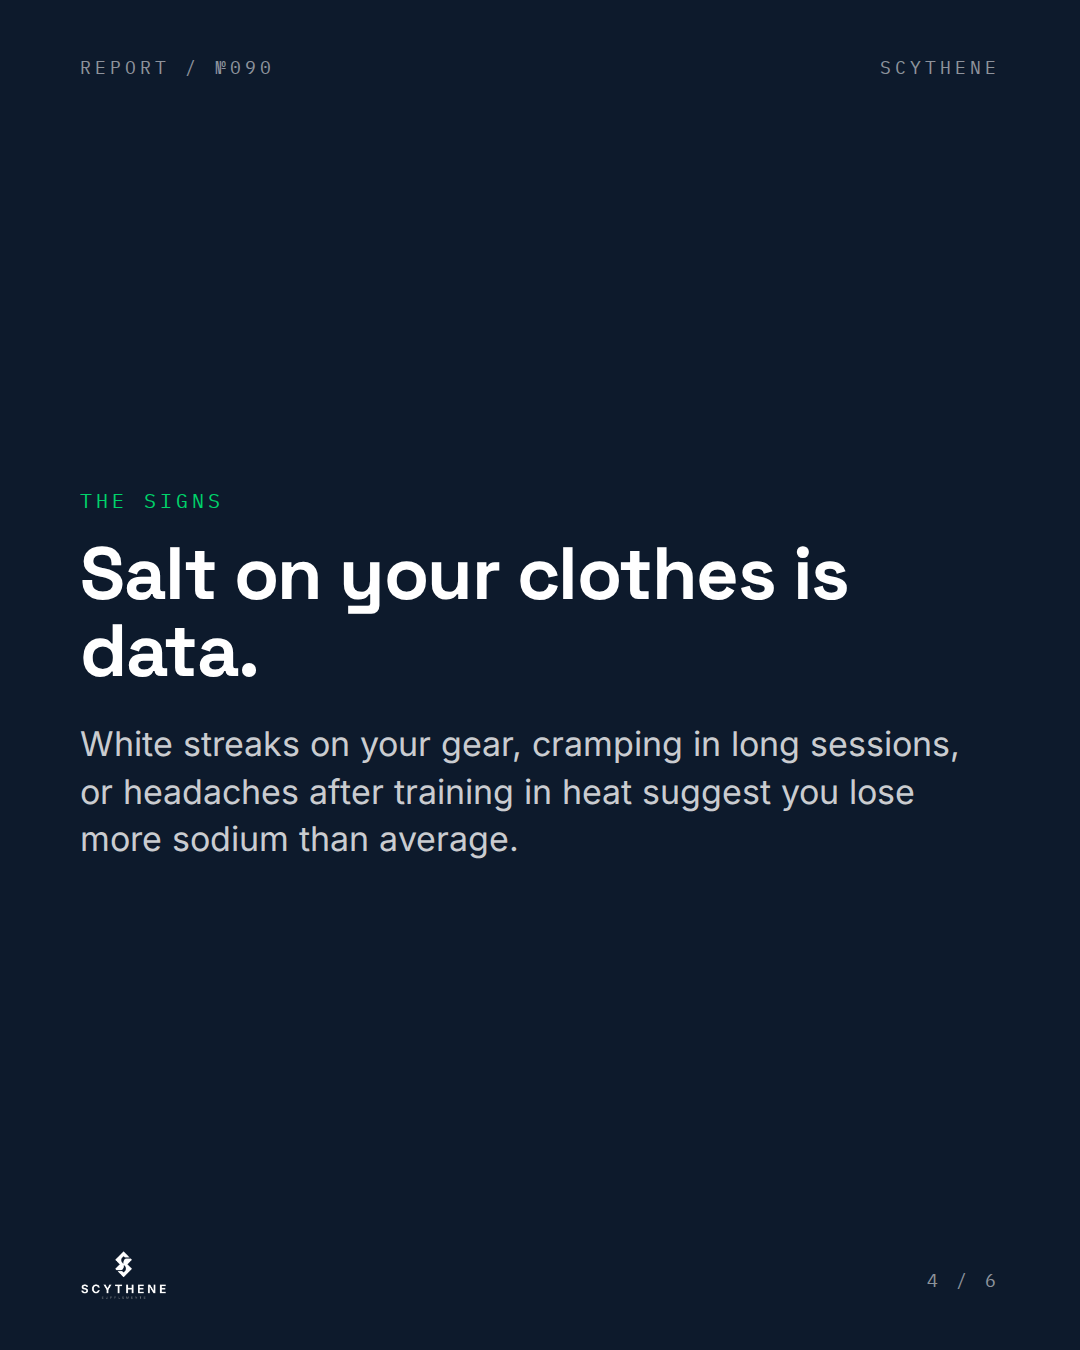 REPORT / №090
SCYTHENE
THE SIGNS
Salt on your clothes is
data.
White streaks on your gear, cramping in long sessions,
or headaches after training in heat suggest you lose
more sodium than average.
SCYTHENE
4 / 6